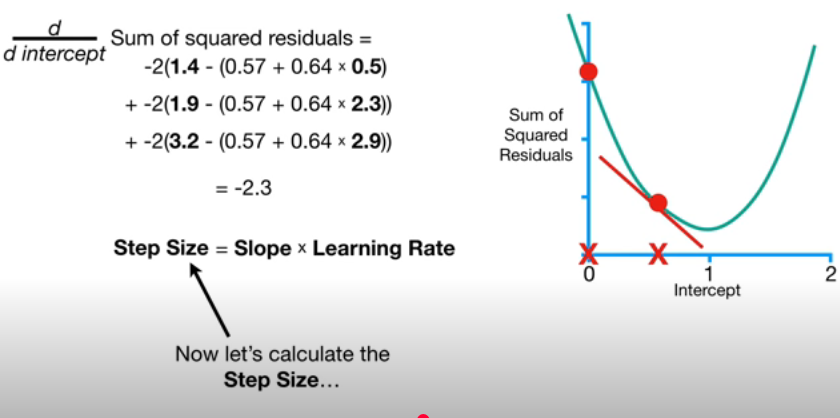 d
d intercept
Sum of squared residuals =
-2(1.4 - (0.57 + 0.64 × 0.5)
+ -2(1.9 - (0.57 + 0.64 × 2.3))
+ -2(3.2 - (0.57 + 0.64 × 2.9))
= -2.3
Step Size = Slope × Learning Rate
Now let's calculate the
Step Size...
Sum of
Squared
Residuals
X X
0 1 2
Intercept